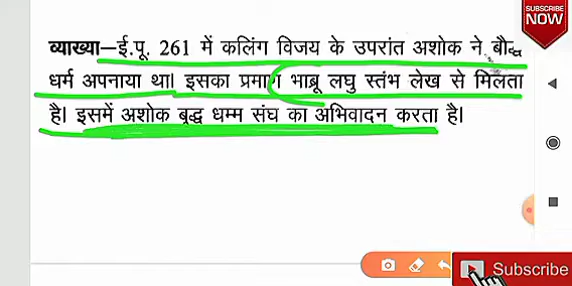 SUBSCRIBE
NOW
व्याख्या–ई.पू. 261 में कलिंग विजय के उपरांत अशोक ने बौद्ध
धर्म अपनाया था। इसका प्रमाण भाब्रू लघु स्तंभ लेख से मिलता
है। इसमें अशोक बुद्ध धम्म संघ का अभिवादन करता है।
Subscribe